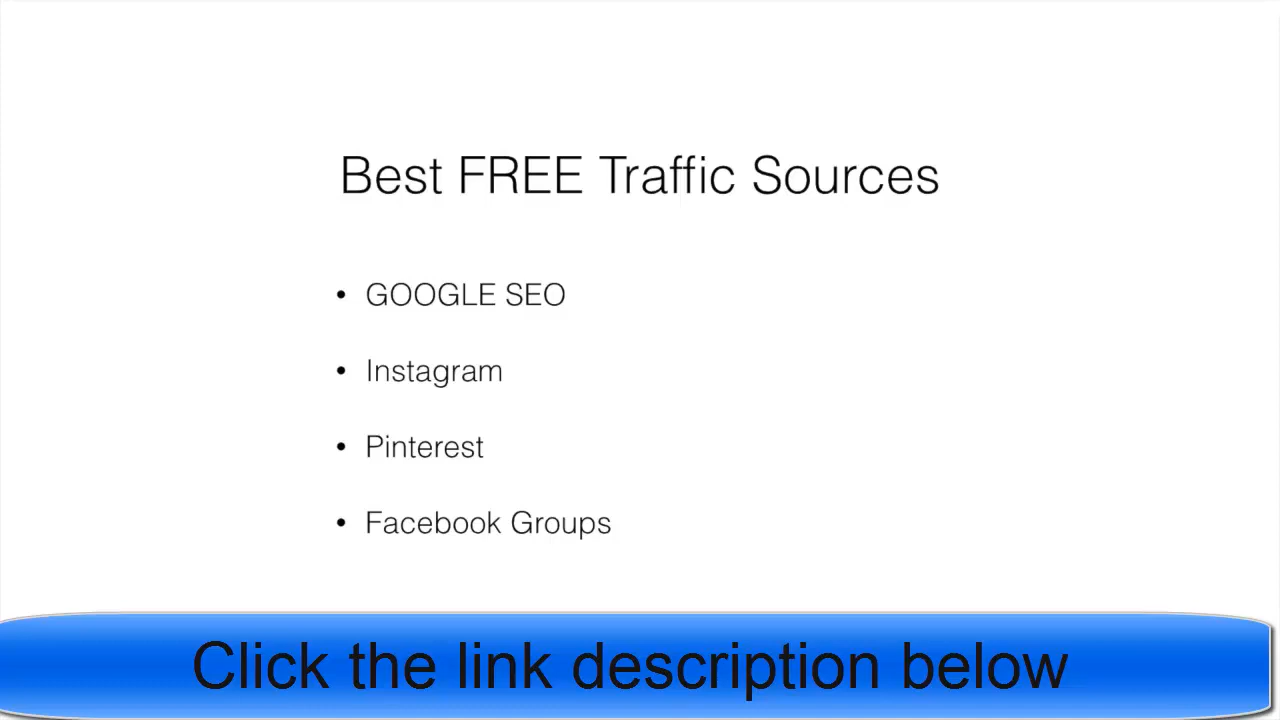 Best FREE Traffic Sources
• GOOGLE SEO
• Instagram
• Pinterest
• Facebook Groups
Click the link description below